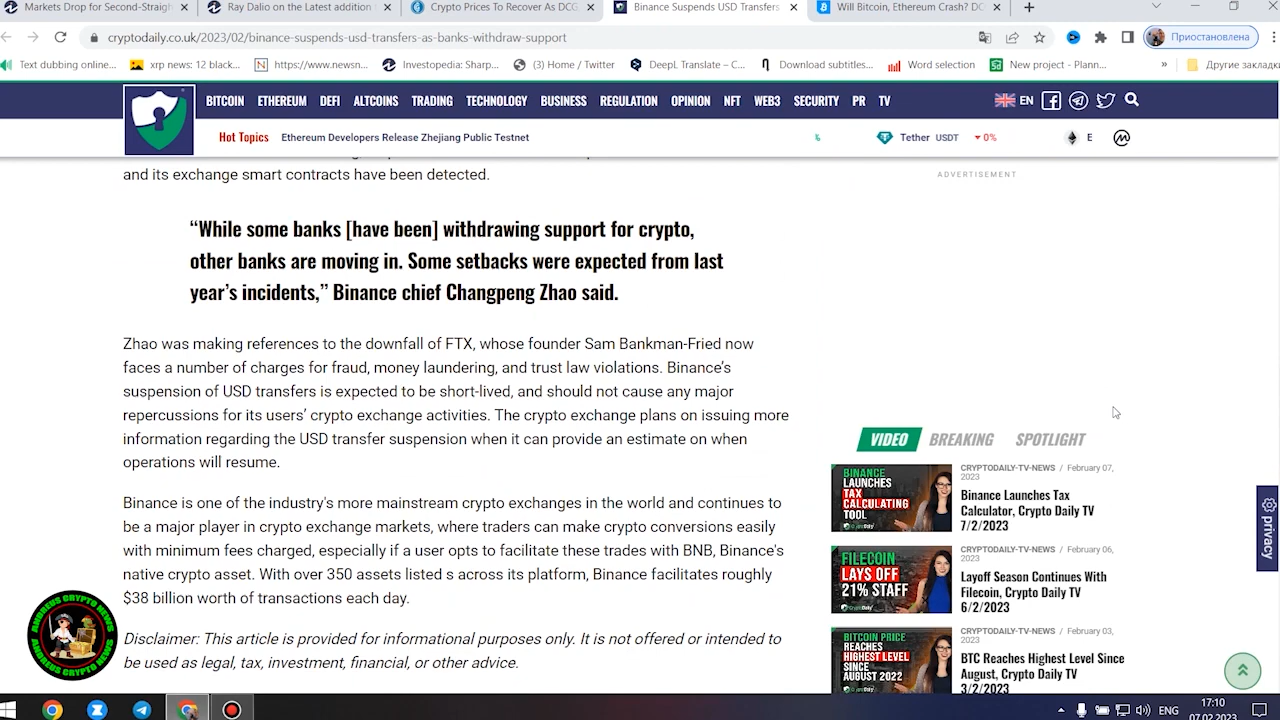 Markets Drop for Second-Straigh
Ray Dalio on the Latest addition
Crypto Prices To Recover As DCG
Binance Suspends USD Transfers
Will Bitcoin, Ethereum Crash? DC
cryptodaily.co.uk/2023/02/binance-suspends-usd-transfers-as-banks-withdraw-support
Приостановлена
Text dubbing online...
xrp news: 12 black...
https://www.newsn...
Investopedia: Sharp...
(3) Home / Twitter
DeepL Translate – C...
Download subtitles...
Word selection
New project - Plann...
»
Другие закладки
BITCOIN ETHEREUM DEFI ALTCOINS TRADING TECHNOLOGY BUSINESS REGULATION OPINION NFT WEB3 SECURITY PR TV
EN
Hot Topics Ethereum Developers Release Zhejiang Public Testnet
Tether USDT 0%
E
and its exchange smart contracts have been detected.
ADVERTISEMENT
“While some banks [have been] withdrawing support for crypto,
other banks are moving in. Some setbacks were expected from last
year’s incidents,” Binance chief Changpeng Zhao said.
Zhao was making references to the downfall of FTX, whose founder Sam Bankman-Fried now
faces a number of charges for fraud, money laundering, and trust law violations. Binance’s
suspension of USD transfers is expected to be short-lived, and should not cause any major
repercussions for its users’ crypto exchange activities. The crypto exchange plans on issuing more
information regarding the USD transfer suspension when it can provide an estimate on when
operations will resume.
Binance is one of the industry's more mainstream crypto exchanges in the world and continues to
be a major player in crypto exchange markets, where traders can make crypto conversions easily
with minimum fees charged, especially if a user opts to facilitate these trades with BNB, Binance's
native crypto asset. With over 350 assets listed s across its platform, Binance facilitates roughly
$38 billion worth of transactions each day.
Disclaimer: This article is provided for informational purposes only. It is not offered or intended to
be used as legal, tax, investment, financial, or other advice.
VIDEO BREAKING SPOTLIGHT
BINANCE
LAUNCHES
TAX
CALCULATING
TOOL
CRYPTODAILY-TV-NEWS / February 07,
2023
Binance Launches Tax
Calculator, Crypto Daily TV
7/2/2023
FILECOIN
LAYS OFF
21% STAFF
CRYPTODAILY-TV-NEWS / February 06,
2023
Layoff Season Continues With
Filecoin, Crypto Daily TV
6/2/2023
BITCOIN PRICE
REACHES
HIGHEST LEVEL
SINCE
AUGUST 2022
CRYPTODAILY-TV-NEWS / February 03,
2023
BTC Reaches Highest Level Since
August, Crypto Daily TV
3/2/2023
privacy
ANDREUS CRYPTO NEWS
ANDREUS CRYPTO NEWS
ENG
17:10
07.02.2023